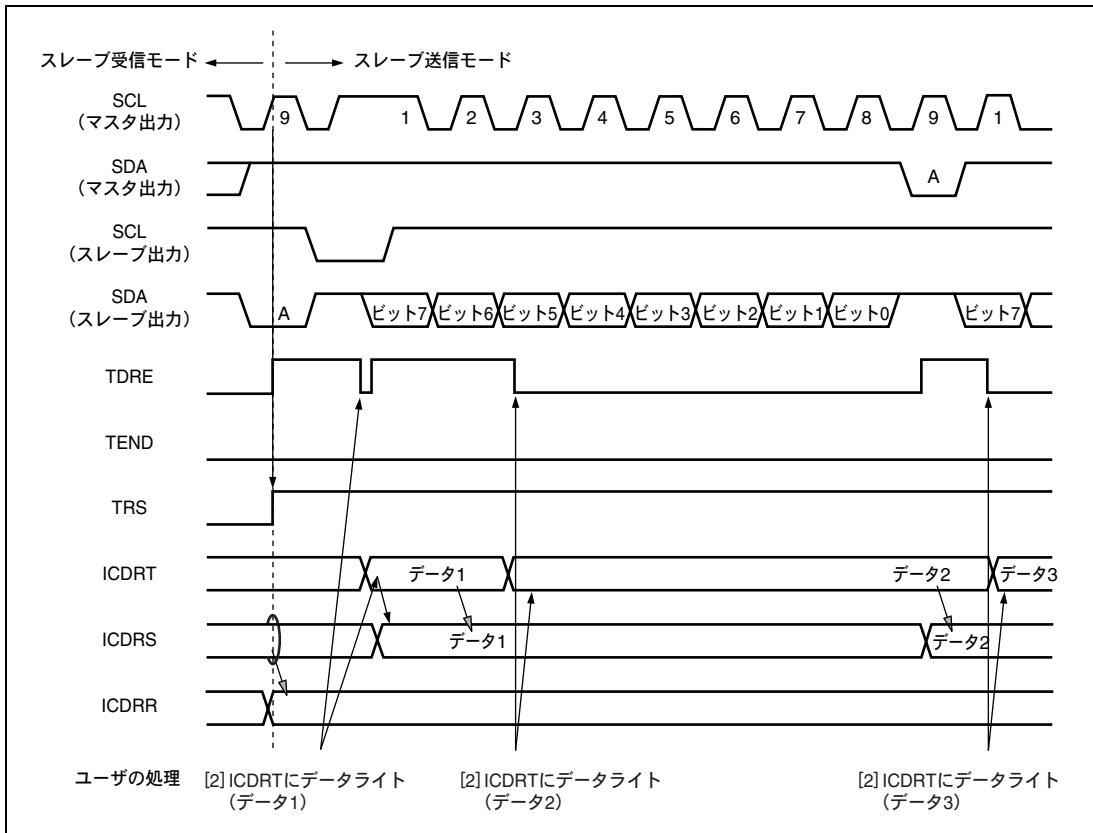 スレーブ受信モード スレーブ送信モード
SCL
（マスタ出力）
9 1 2 3 4 5 6 7 8 9 1
SDA
（マスタ出力）
A
SCL
（スレーブ出力）
SDA
（スレーブ出力）
A ビット7 ビット6 ビット5 ビット4 ビット3 ビット2 ビット1 ビット0 ビット7
TDRE
TEND
TRS
ICDRT
データ1 データ2 データ3
ICDRS
データ1 データ2
ICDRR
ユーザの処理
[2] ICDRTにデータライト
（データ1）
[2] ICDRTにデータライト
（データ2）
[2] ICDRTにデータライト
（データ3）